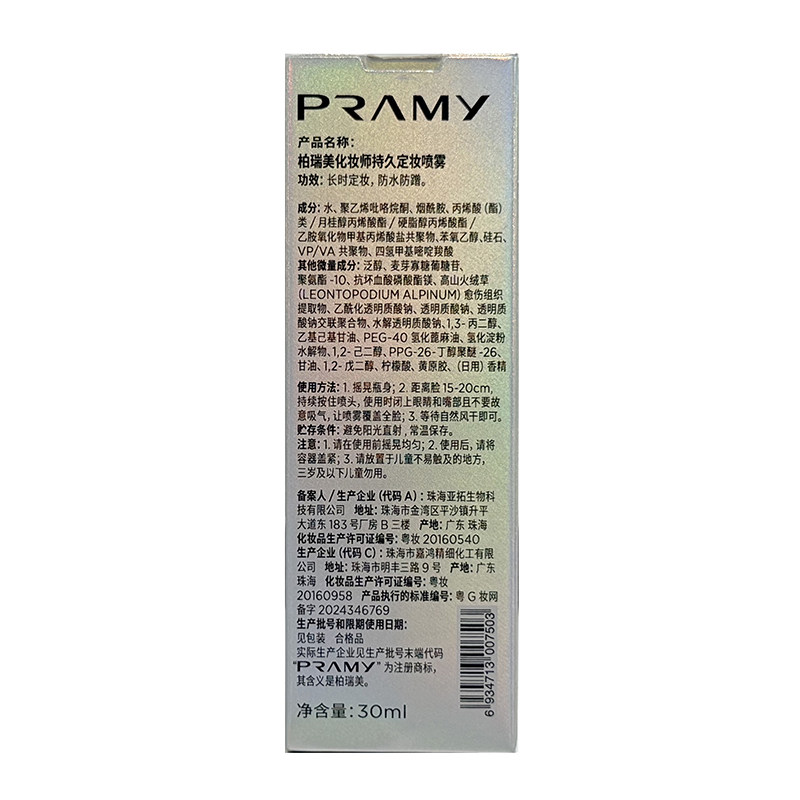 PRAMY
产品名称:
柏瑞美化妆师持久定妆喷雾
功效: 长时定妆, 防水防蹭。
成分: 水、聚乙烯吡咯烷酮、烟酰胺、丙烯酸 (酯)
类 / 月桂醇丙烯酸酯 / 硬脂醇丙烯酸酯 /
乙胺氧化物甲基丙烯酸盐共聚物、苯氧乙醇、硅石、
VP/VA 共聚物、四氢甲基嘧啶羧酸
其他微量成分: 泛醇、麦芽寡糖葡糖苷、
聚氨酯 -10、抗坏血酸磷酸酯镁、高山火绒草
(LEONTOPODIUM ALPINUM) 愈伤组织
提取物、乙酰化透明质酸钠、透明质酸钠、透明质
酸钠交联聚合物、水解透明质酸钠、1,3- 丙二醇、
乙基己基甘油、PEG-40 氢化蓖麻油、氢化淀粉
水解物、1,2- 己二醇、PPG-26-丁醇聚醚 -26、
甘油、1,2- 戊二醇、柠檬酸、黄原胶、(日用) 香精
使用方法: 1. 摇晃瓶身; 2. 距离脸 15-20cm,
持续按住喷头, 使用时闭上眼睛和嘴部且不要故
意吸气, 让喷雾覆盖全脸; 3. 等待自然风干即可。
贮存条件: 避免阳光直射 , 常温保存。
注意: 1. 请在使用前摇晃均匀; 2. 使用后, 请将
容器盖紧; 3. 请放置于儿童不易触及的地方,
三岁及以下儿童勿用。
备案人 / 生产企业 (代码 A) : 珠海亚拓生物科
技有限公司 地址: 珠海市金湾区平沙镇升平
大道东 183 号厂房 B 三楼 产地: 广东 珠海
化妆品生产许可证编号: 粤妆 20160540
生产企业 (代码 C) : 珠海市嘉鸿精细化工有限
公司 地址: 珠海市明丰三路 9 号 产地: 广东
珠海 化妆品生产许可证编号: 粤妆
20160958 产品执行的标准编号: 粤 G 妆网
备字 2024346769
生产批号和限期使用日期:
见包装 合格品
实际生产企业见生产批号末端代码
"PRAMY" 为注册商标,
其含义是柏瑞美。
净含量: 30ml
6 934713 007503